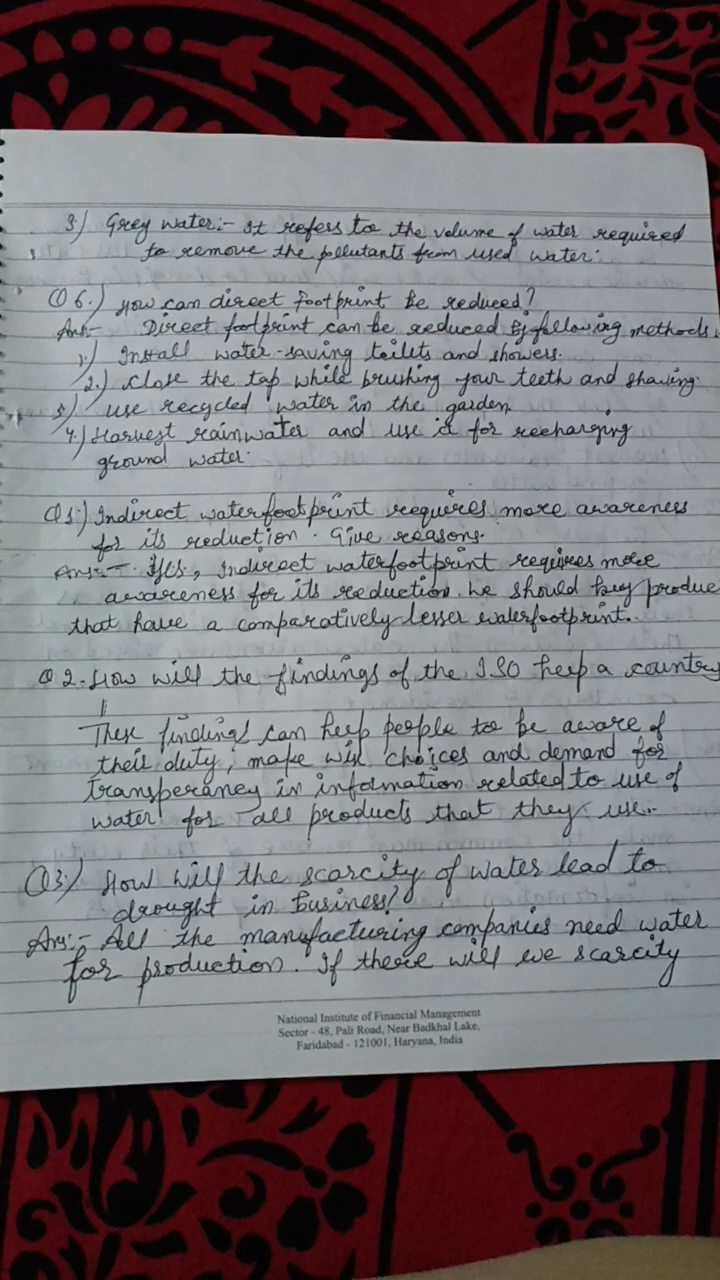 3.) Grey water:- It refers to the volume of water required
to remove the pollutants from used water.
Q 6.) How can direct footprint be reduced?
Ans:- Direct footprint can be reduced by following methods.
1.) Install water-saving toilets and showers.
2.) Close the tap while brushing your teeth and shaving.
3) use recycled water in the garden.
4.) Harvest rainwater and use it for recharging
ground water.
Q1.) Indirect waterfootprint requires more awareness
for its reduction. Give reasons.
Ans:- Yes, Indirect waterfootprint requires more
awareness for its reduction. We should buy produce
that have a comparatively lesser waterfootprint.
Q 2. How will the findings of the ISO help a country
These findings can help people to be aware of
their duty, make wise choices and demand for
transperancy in information related to use of
water for all products that they use.
Q3.) How will the scarcity of water lead to
drought in business?
Ans:- All the manufacturing companies need water
for production. If there will we scarcity
National Institute of Financial Management
Sector - 48, Pali Road, Near Badkhal Lake,
Faridabad - 121001, Haryana, India